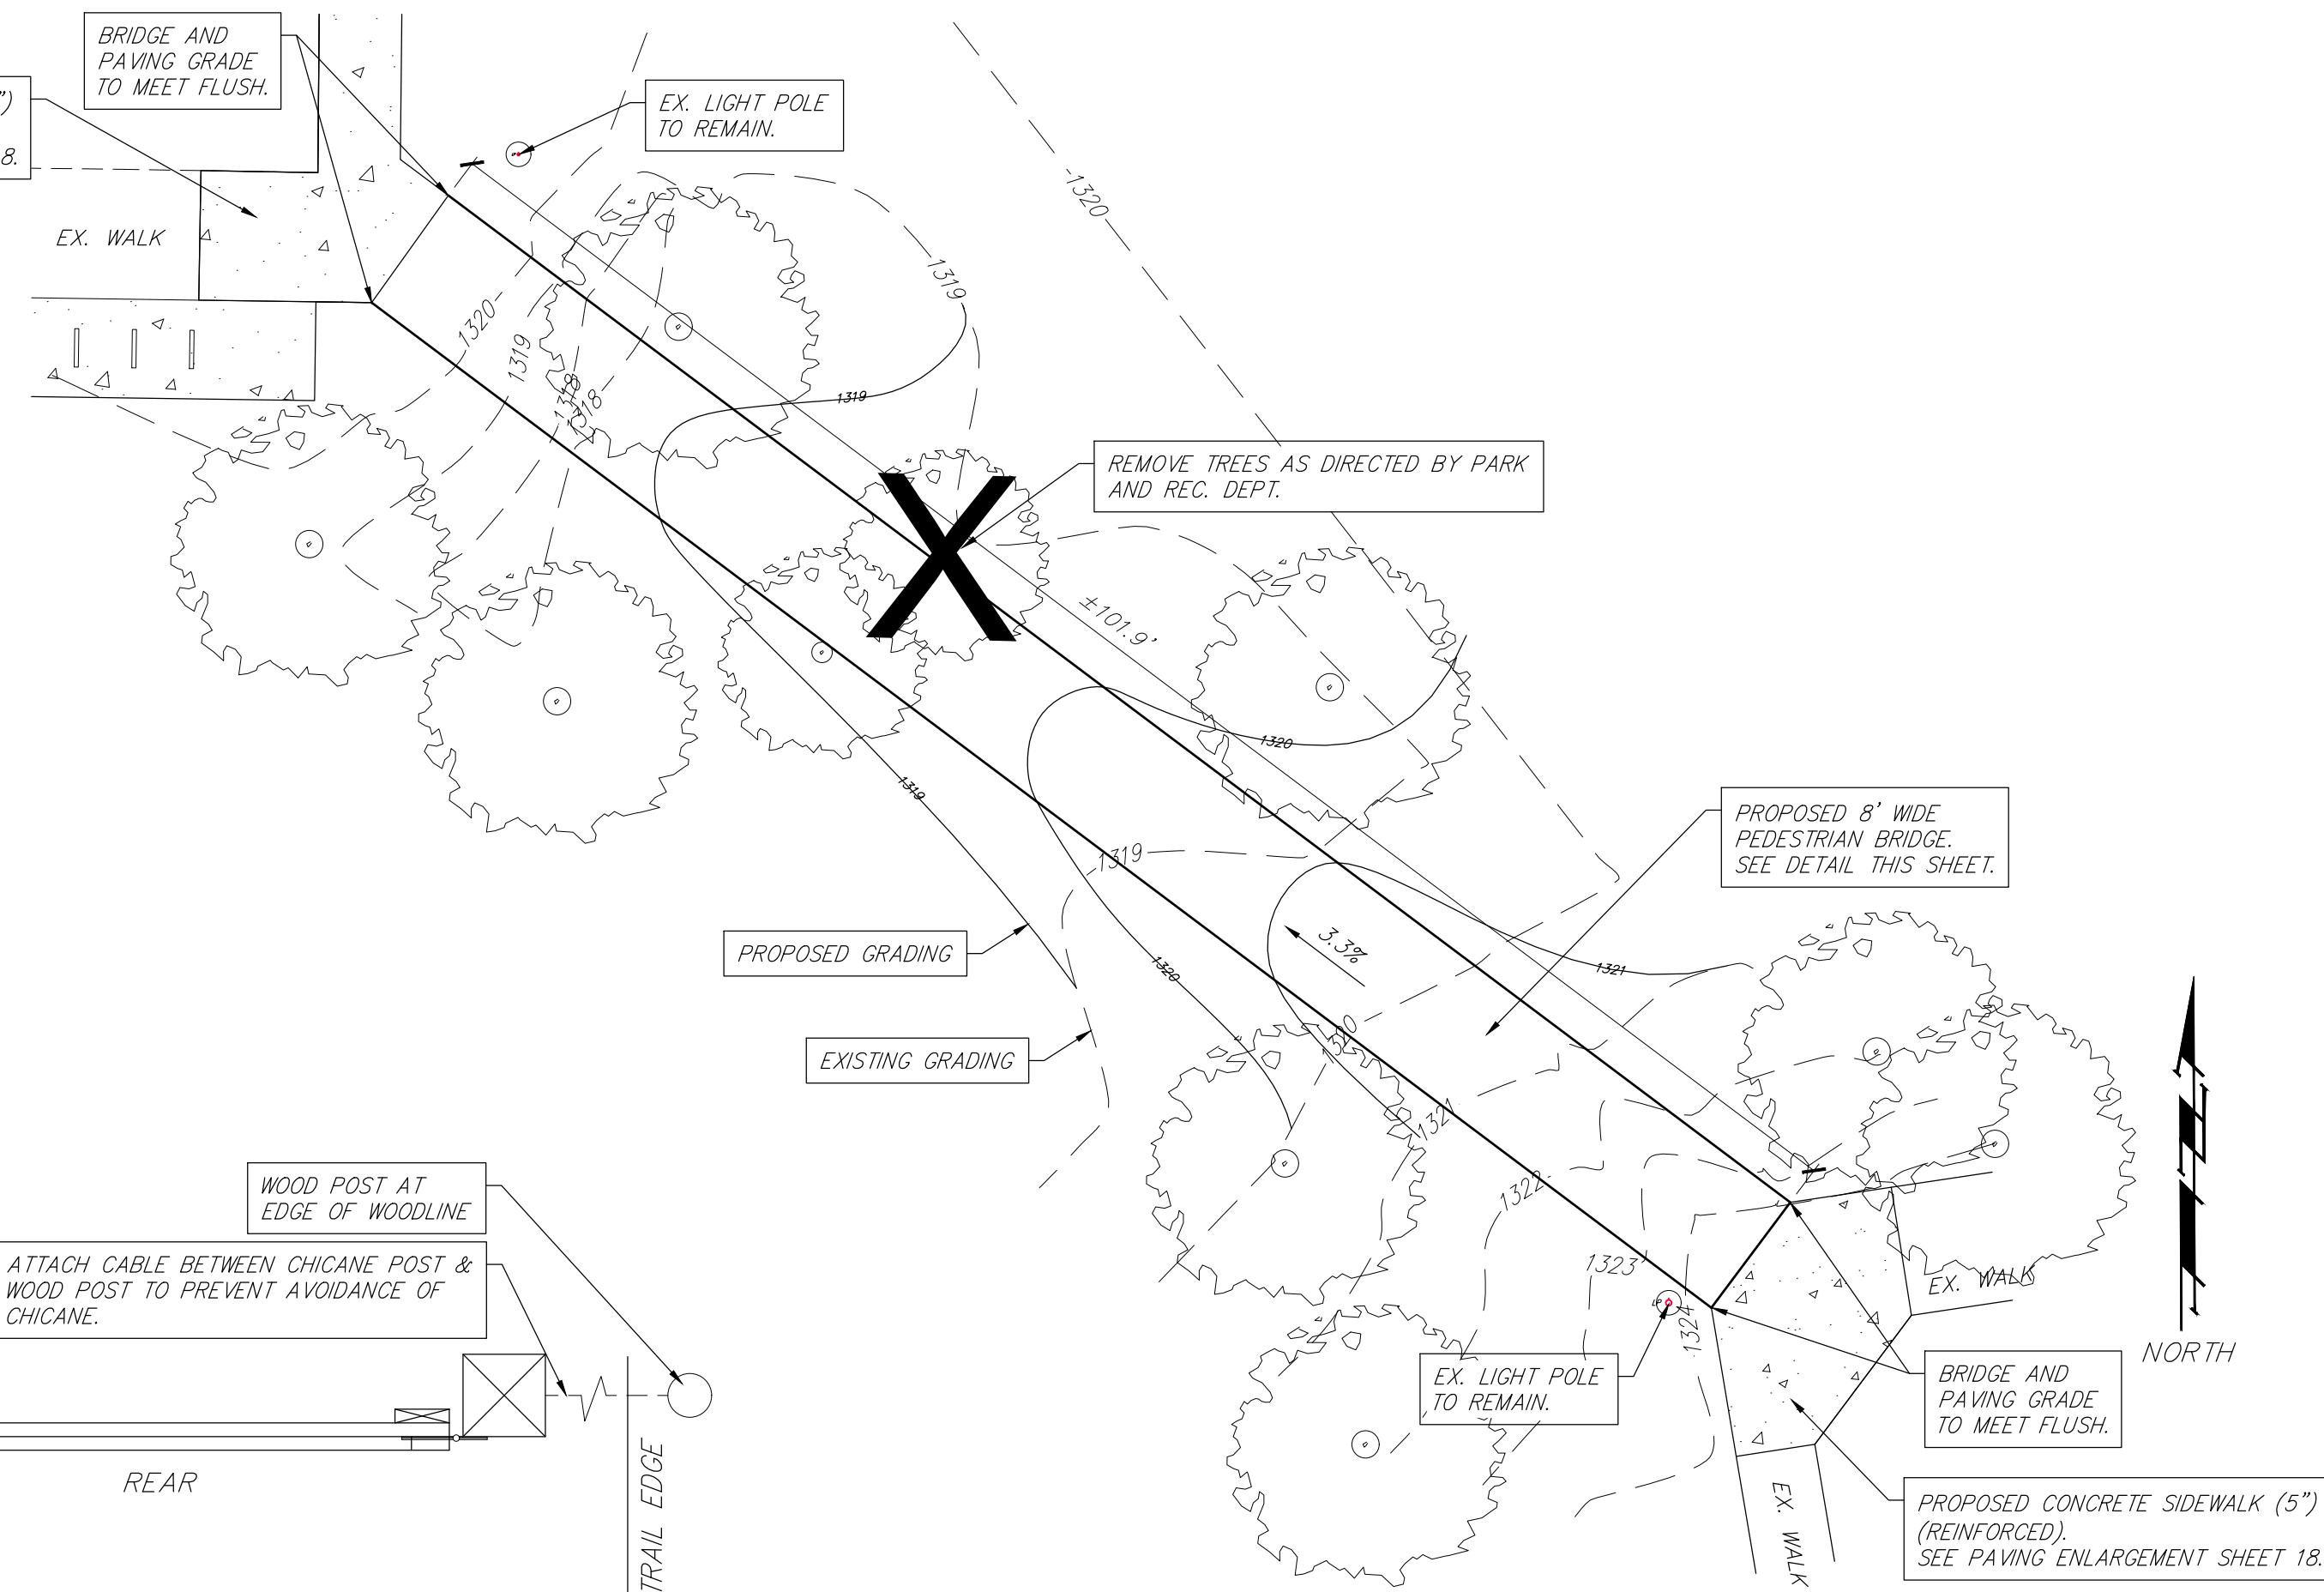 BRIDGE AND
PAVING GRADE
TO MEET FLUSH.
")
8.
EX. LIGHT POLE
TO REMAIN.
EX. WALK
1320
1319
1320
1319
1318
1318
1319
REMOVE TREES AS DIRECTED BY PARK
AND REC. DEPT.
±101.9'
1320
1319
PROPOSED 8' WIDE
PEDESTRIAN BRIDGE.
SEE DETAIL THIS SHEET.
1319
PROPOSED GRADING
3.3%
1320
1321
EXISTING GRADING
1320
1321
1322
1323
1324
WOOD POST AT
EDGE OF WOODLINE
ATTACH CABLE BETWEEN CHICANE POST &
WOOD POST TO PREVENT AVOIDANCE OF
CHICANE.
REAR
TRAIL EDGE
LP
EX. LIGHT POLE
TO REMAIN.
EX. WALK
NORTH
BRIDGE AND
PAVING GRADE
TO MEET FLUSH.
EX. WALK
PROPOSED CONCRETE SIDEWALK (5")
(REINFORCED).
SEE PAVING ENLARGEMENT SHEET 18.